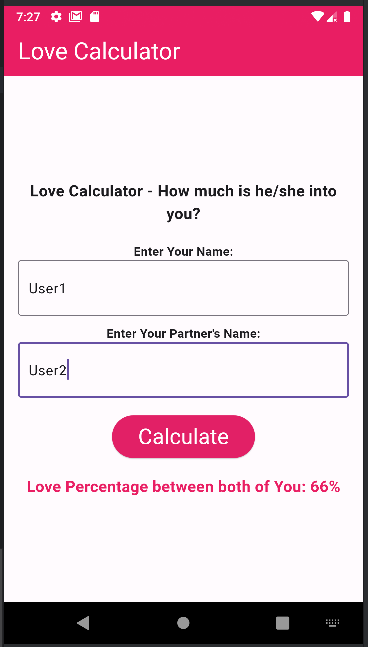 7:27
Love Calculator
Love Calculator - How much is he/she into
you?
Enter Your Name:
User1
Enter Your Partner's Name:
User2
Calculate
Love Percentage between both of You: 66%